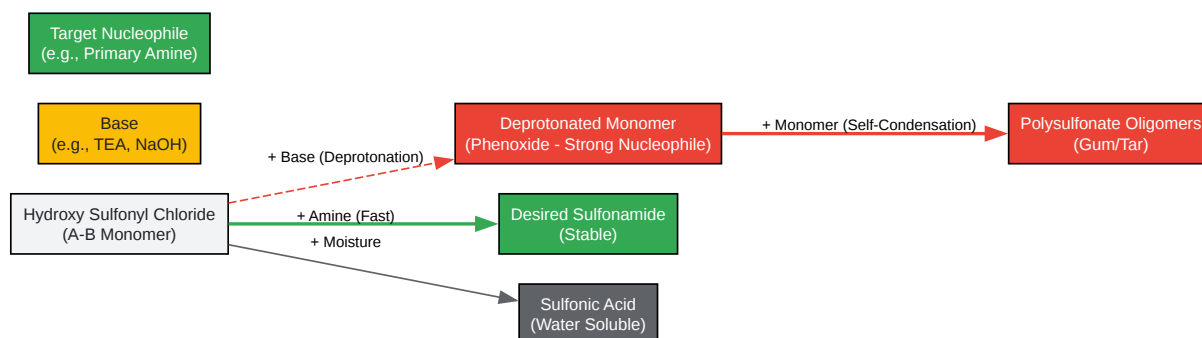 Target Nucleophile
(e.g., Primary Amine)
Base
(e.g., TEA, NaOH)
Hydroxy Sulfonyl Chloride
(A-B Monomer)
+ Base (Deprotonation)
+ Amine (Fast)
+ Moisture
Deprotonated Monomer
(Phenoxide - Strong Nucleophile)
Desired Sulfonamide
(Stable)
Sulfonic Acid
(Water Soluble)
+ Monomer (Self-Condensation)
Polysulfonate Oligomers
(Gum/Tar)